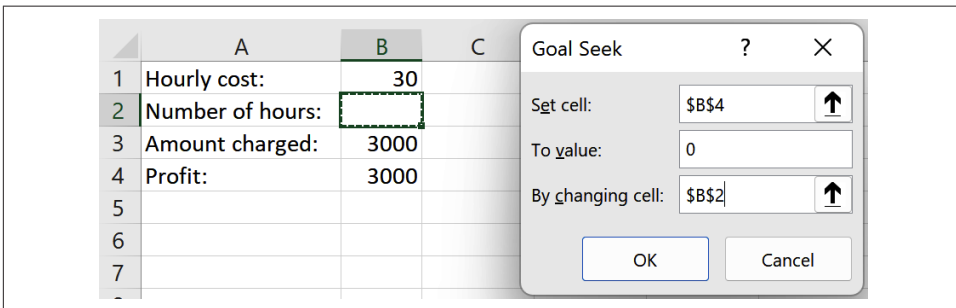 A B C
1 Hourly cost: 30
2 Number of hours:
3 Amount charged: 3000
4 Profit: 3000
5
6
7
Goal Seek ? X
Set cell: $B$4
To value: 0
By changing cell: $B$2
OK Cancel